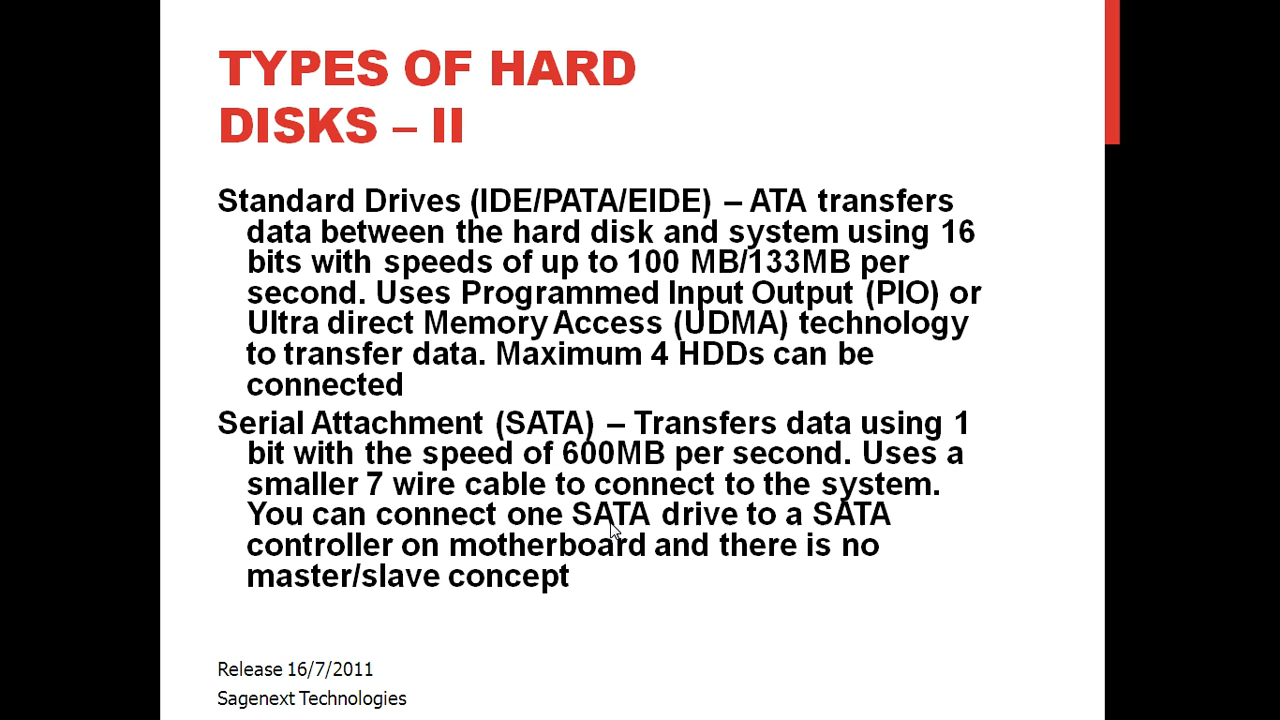 TYPES OF HARD
DISKS – II
Standard Drives (IDE/PATA/EIDE) – ATA transfers
data between the hard disk and system using 16
bits with speeds of up to 100 MB/133MB per
second. Uses Programmed Input Output (PIO) or
Ultra direct Memory Access (UDMA) technology
to transfer data. Maximum 4 HDDs can be
connected
Serial Attachment (SATA) – Transfers data using 1
bit with the speed of 600MB per second. Uses a
smaller 7 wire cable to connect to the system.
You can connect one SATA drive to a SATA
controller on motherboard and there is no
master/slave concept
Release 16/7/2011
Sagenext Technologies